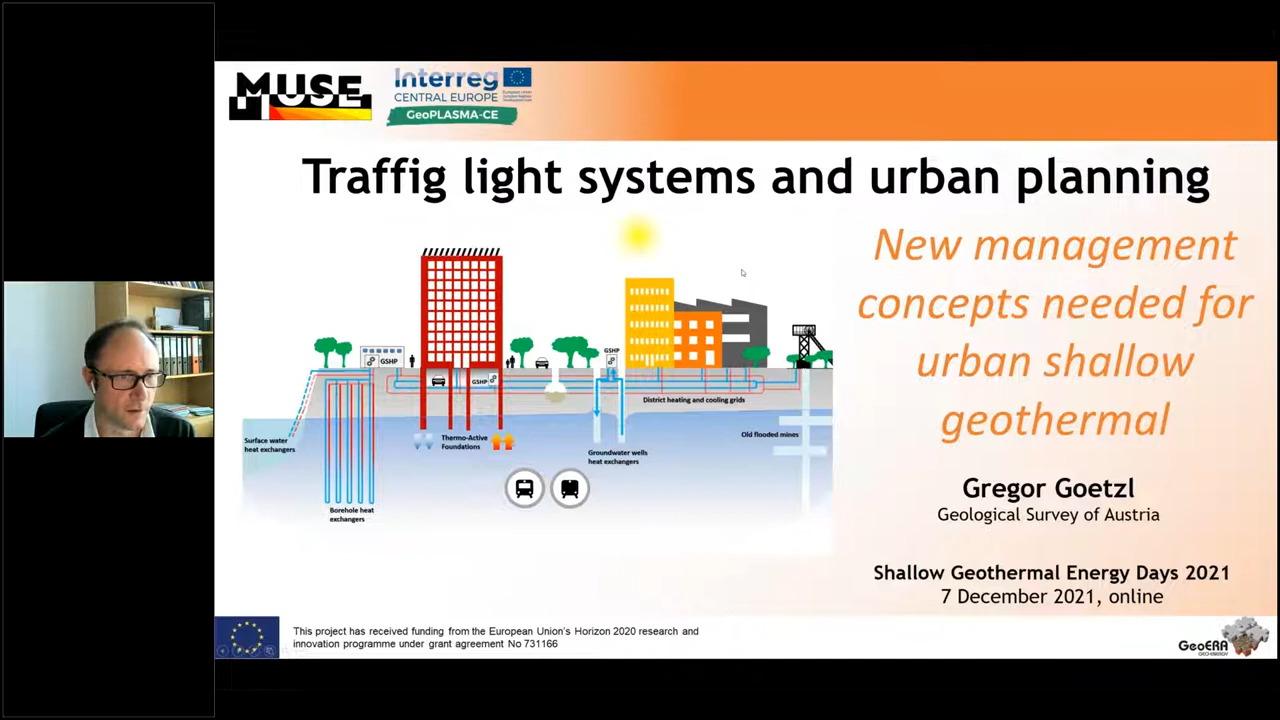 MUSE
Interreg
CENTRAL EUROPE
GeoPLASMA-CE
Traffig light systems and urban planning
New management
concepts needed for
urban shallow
geothermal
GSHP
GSHP
GSHP
District heating and cooling grids
Surface water
heat exchangers
Thermo-Active
Foundations
Groundwater wells
heat exchangers
Old flooded mines
Borehole heat
exchangers
Gregor Goetzl
Geological Survey of Austria
Shallow Geothermal Energy Days 2021
7 December 2021, online
This project has received funding from the European Union's Horizon 2020 research and
innovation programme under grant agreement No 731166
GeoERA